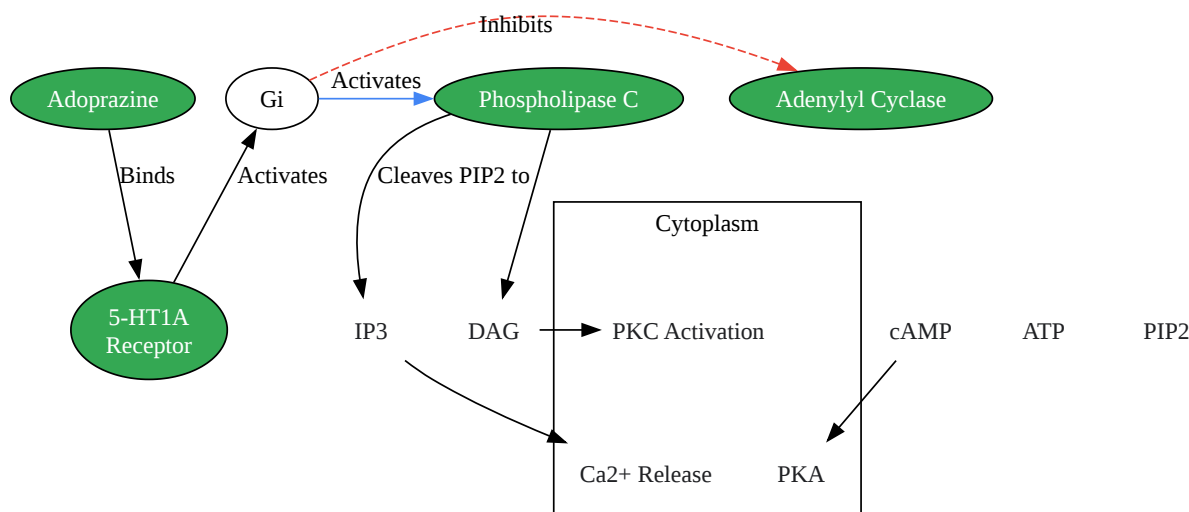 Inhibits
Adoprazine
Gi
Activates
Phospholipase C
Adenylyl Cyclase
Binds
Activates
Cleaves PIP2 to
Cytoplasm
5-HT1A
Receptor
IP3
DAG
PKC Activation
cAMP
ATP
PIP2
Ca2+ Release
PKA